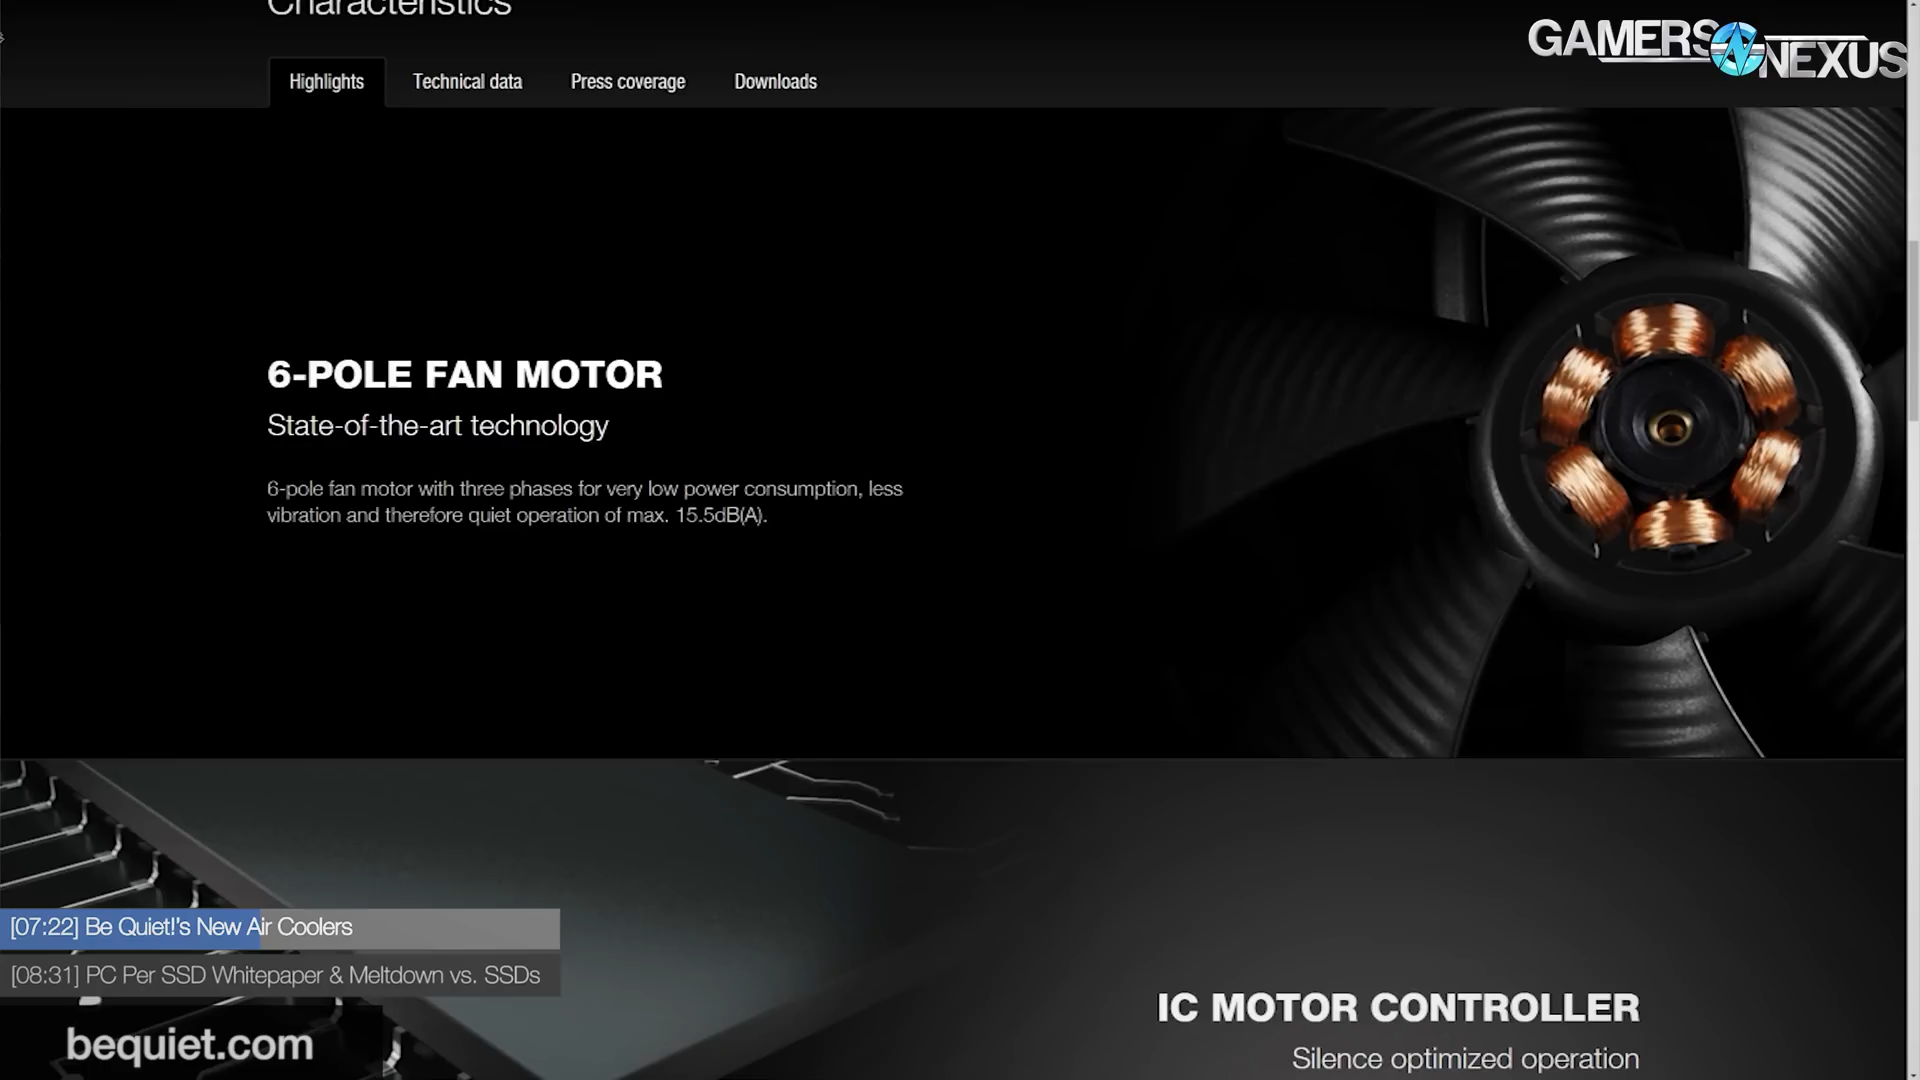 Characteristics
GAMERS NEXUS
Highlights
Technical data
Press coverage
Downloads
6-POLE FAN MOTOR
State-of-the-art technology
6-pole fan motor with three phases for very low power consumption, less
vibration and therefore quiet operation of max. 15.5dB(A).
[07:22] Be Quiet!'s New Air Coolers
[08:31] PC Per SSD Whitepaper & Meltdown vs. SSDs
bequiet.com
IC MOTOR CONTROLLER
Silence optimized operation